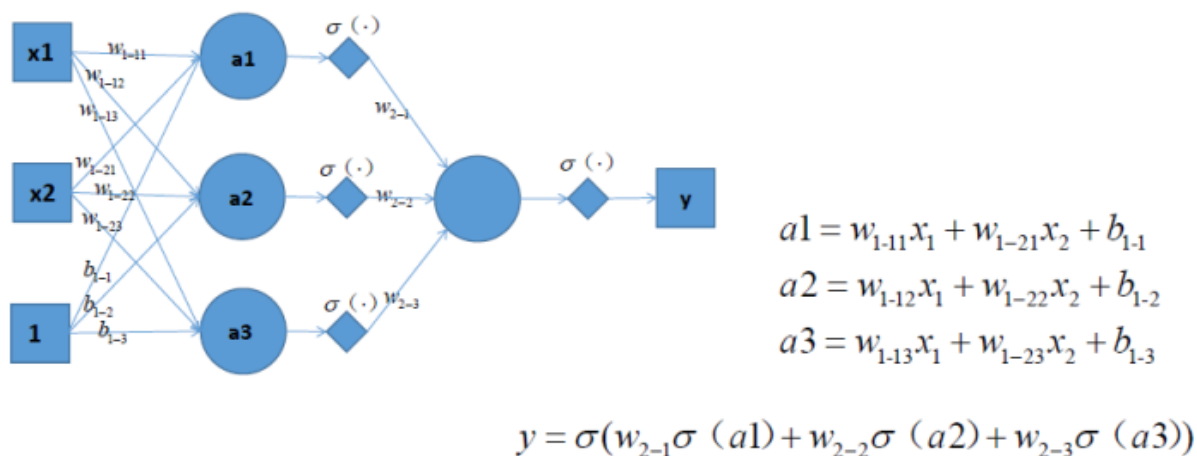 σ (·)
x1
w₁₋₁₁
a1
w₁₋₁₂
w₁₋₁₃
w₂₋₁
w₁₋₂₁
σ (·)
σ (·)
x2
w₁₋₂₂
a2
w₂₋₂
y
w₁₋₂₃
b₁₋₁
b₁₋₂
σ (·)
w₂₋₃
1
b₁₋₃
a3
a1 = w₁₋₁₁x₁ + w₁₋₂₁x₂ + b₁₋₁
a2 = w₁₋₁₂x₁ + w₁₋₂₂x₂ + b₁₋₂
a3 = w₁₋₁₃x₁ + w₁₋₂₃x₂ + b₁₋₃
y = σ(w₂₋₁σ (a1) + w₂₋₂σ (a2) + w₂₋₃σ (a3))